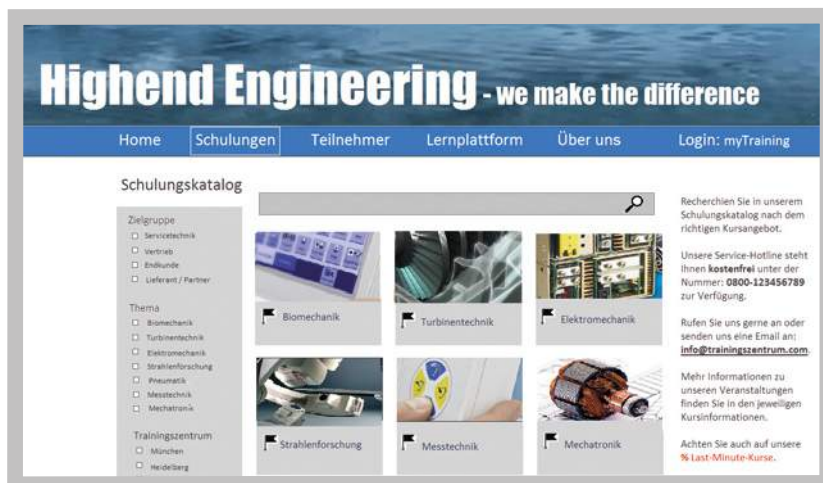 Highend Engineering - we make the difference
Home Schulungen Teilnehmer Lernplattform Über uns Login: myTraining
Schulungskatalog
Zielgruppe
Servicetechnik
Vertrieb
Endkunde
Lieferant / Partner
Thema
Biomechanik
Turbinentechnik
Elektromechanik
Strahlenforschung
Pneumatik
Messtechnik
Mechatronik
Trainingszentrum
München
Heidelberg
Biomechanik
Turbinentechnik
Elektromechanik
Strahlenforschung
Messtechnik
Mechatronik
Recherchien Sie in unserem
Schulungskatalog nach dem
richtigen Kursangebot.
Unsere Service-Hotline steht
Ihnen kostenfrei unter der
Nummer: 0800-123456789
zur Verfügung.
Rufen Sie uns gerne an oder
senden uns eine Email an:
info@trainingszentrum.com.
Mehr Informationen zu
unseren Veranstaltungen
finden Sie in den jeweiligen
Kursinformationen.
Achten Sie auch auf unsere
% Last-Minute-Kurse.